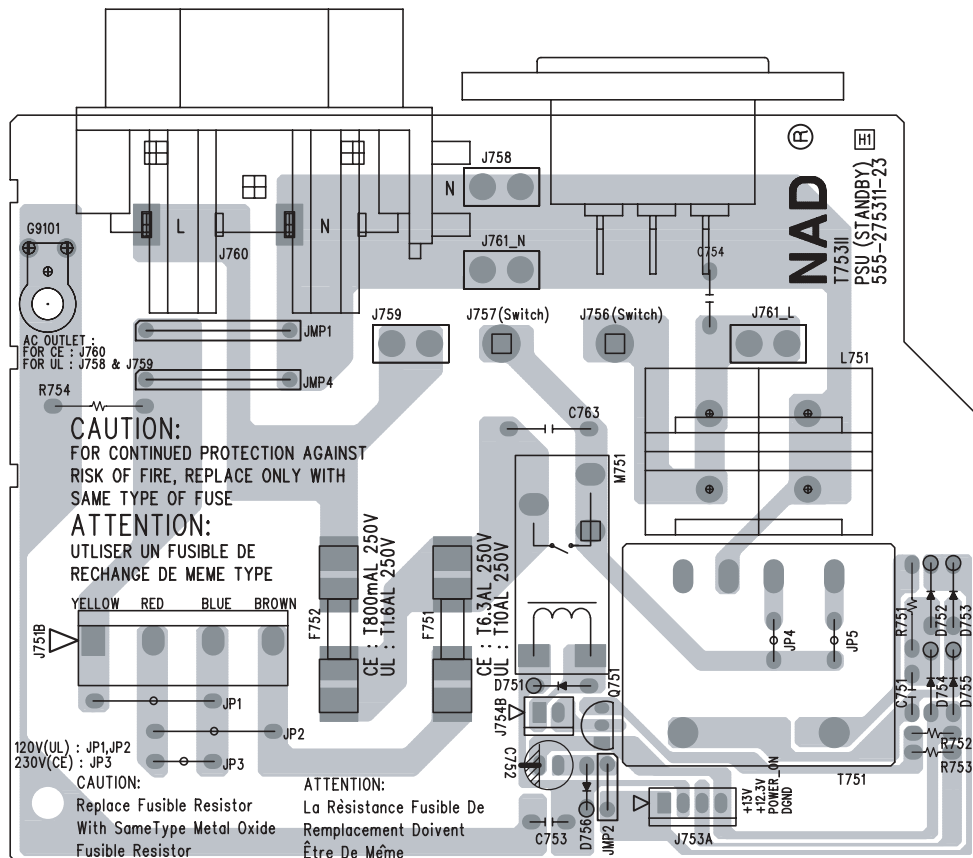 H1
J758
N
NAD
®
T753II
PSU (STANDBY)
555-275311-23
G9101
L
N
J760
J761_N
C754
J759
J757(Switch)
J756(Switch)
J761_L
JMP1
AC OUTLET :
FOR CE : J760
FOR UL : J758 & J759
L751
JMP4
R754
C763
CAUTION:
FOR CONTINUED PROTECTION AGAINST
RISK OF FIRE, REPLACE ONLY WITH
SAME TYPE OF FUSE
M751
ATTENTION:
UTLISER UN FUSIBLE DE
RECHANGE DE MEME TYPE
YELLOW RED BLUE BROWN
J751B
F752
CE : T800mAL 250V
UL : T1.6AL 250V
F751
CE : T6.3AL 250V
UL : T10AL 250V
R751
D752
D753
JP4
JP5
D751
Q751
J754B
C751
D754
D755
JP1
JP2
JP3
120V(UL) : JP1,JP2
230V(CE) : JP3
C752
R752
R753
T751
CAUTION:
Replace Fusible Resistor
With SameType Metal Oxide
Fusible Resistor
ATTENTION:
La Rèsistance Fusible De
Remplacement Doivent
Être De Même
C753
D756
JMP2
J753A
+13V
+12.3V
POWER_ON
DGND